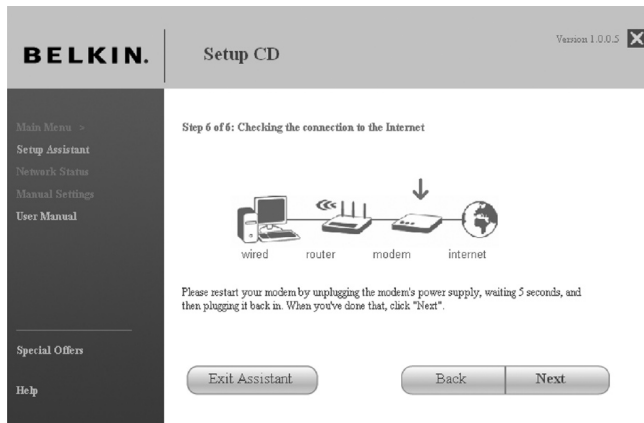 BELKIN.
Setup CD
Version 1.0.0.5
Main Menu >
Setup Assistant
Network Status
Manual Settings
User Manual
Special Offers
Help
Step 6 of 6: Checking the connection to the Internet
wired router modem internet
Please restart your modem by unplugging the modem's power supply, waiting 5 seconds, and
then plugging it back in. When you've done that, click "Next".
Exit Assistant
Back
Next